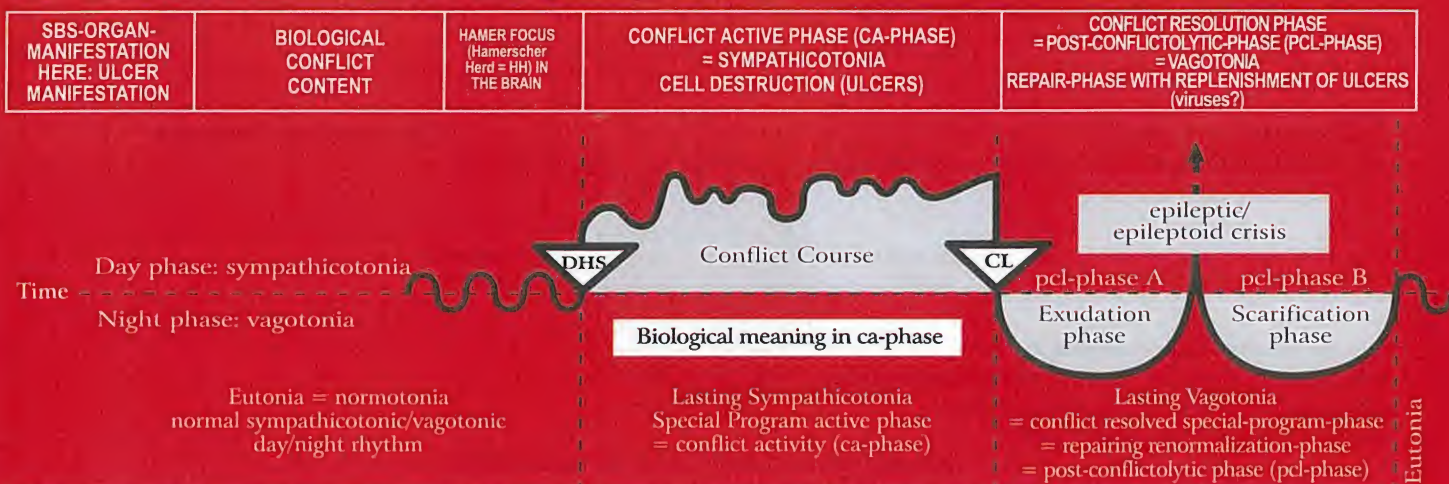 SBS-ORGAN-
MANIFESTATION
HERE: ULCER
MANIFESTATION
BIOLOGICAL
CONFLICT
CONTENT
HAMER FOCUS
(Hamerscher
Herd = HH) IN
THE BRAIN
CONFLICT ACTIVE PHASE (CA-PHASE)
= SYMPATHICOTONIA
CELL DESTRUCTION (ULCERS)
CONFLICT RESOLUTION PHASE
= POST-CONFLICTOLYTIC-PHASE (PCL-PHASE)
= VAGOTONIA
REPAIR-PHASE WITH REPLENISHMENT OF ULCERS
(viruses?)
epileptic/
epileptoid crisis
Day phase: sympathicotonia
DHS
Conflict Course
CL
pcl-phase A
pcl-phase B
Time
Night phase: vagotonia
Exudation
phase
Scarification
phase
Biological meaning in ca-phase
Eutonia = normotonia
normal sympathicotonic/vagotonic
day/night rhythm
Lasting Sympathicotonia
Special Program active phase
= conflict activity (ca-phase)
Lasting Vagotonia
= conflict resolved special-program-phase
= repairing renormalization-phase
= post-conflictolytic phase (pcl-phase)
Eutonia